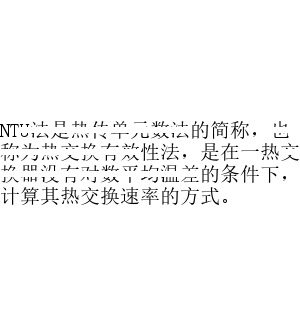 NTU法是热传单元数法的简称，也
称为热交换有效性法，是在一热交
换器没有对数平均温差的条件下，
计算其热交换速率的方式。